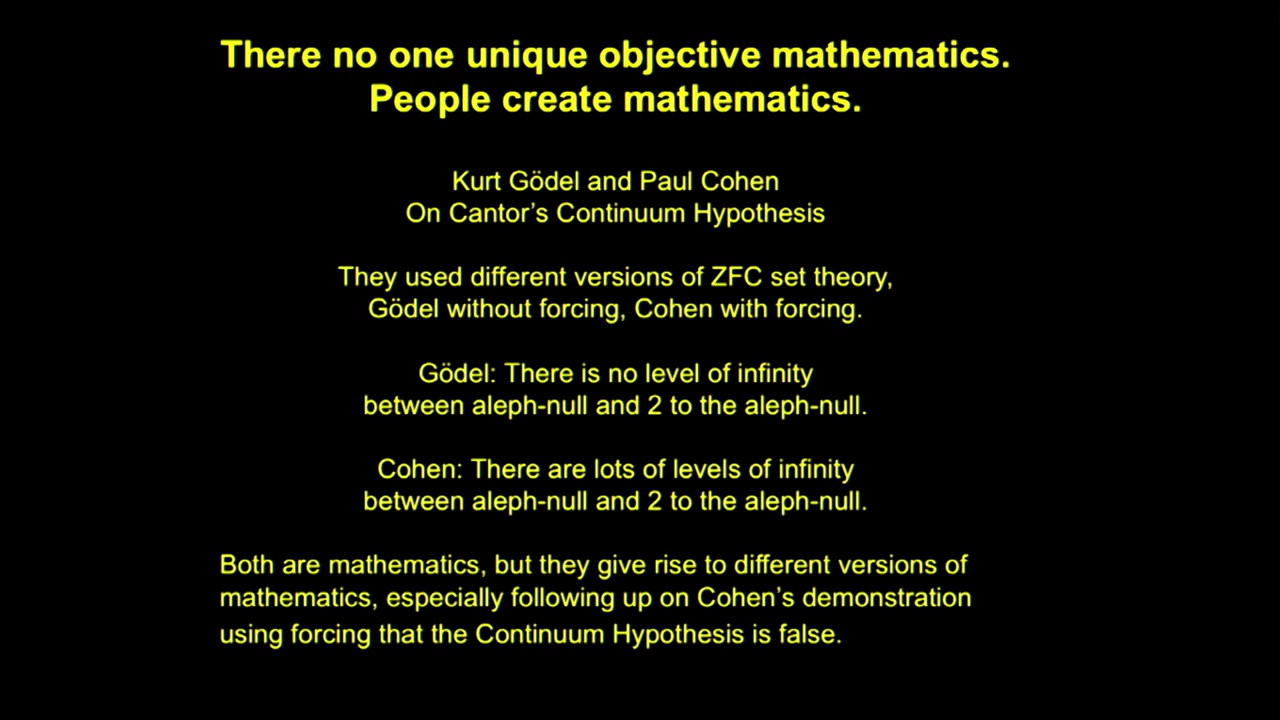 There no one unique objective mathematics.
People create mathematics.
Kurt Gödel and Paul Cohen
On Cantor's Continuum Hypothesis
They used different versions of ZFC set theory,
Gödel without forcing, Cohen with forcing.
Gödel: There is no level of infinity
between aleph-null and 2 to the aleph-null.
Cohen: There are lots of levels of infinity
between aleph-null and 2 to the aleph-null.
Both are mathematics, but they give rise to different versions of
mathematics, especially following up on Cohen's demonstration
using forcing that the Continuum Hypothesis is false.